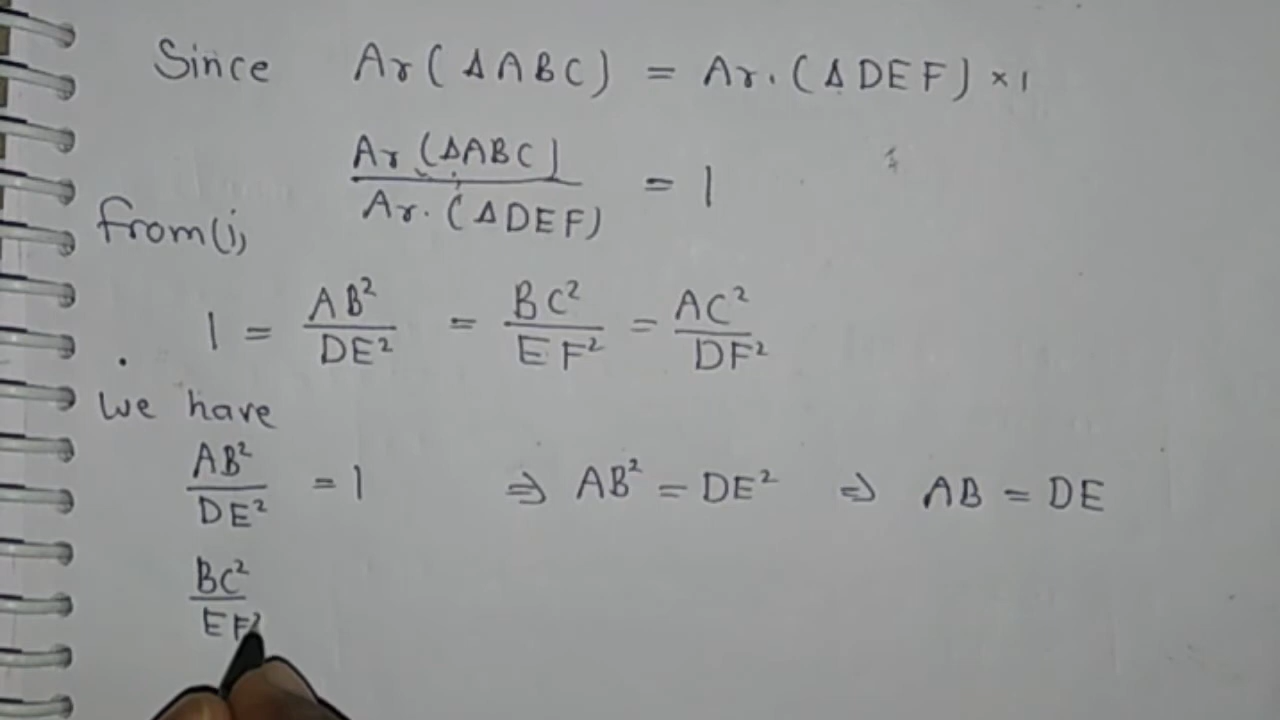 Since Ar(ΔABC) = Ar.(ΔDEF) × 1
Ar(ΔABC) / Ar.(ΔDEF) = 1
From (i),
1 = AB² / DE² = BC² / EF² = AC² / DF²
We have
AB² / DE² = 1 ⇒ AB² = DE² ⇒ AB = DE
BC² / EF²